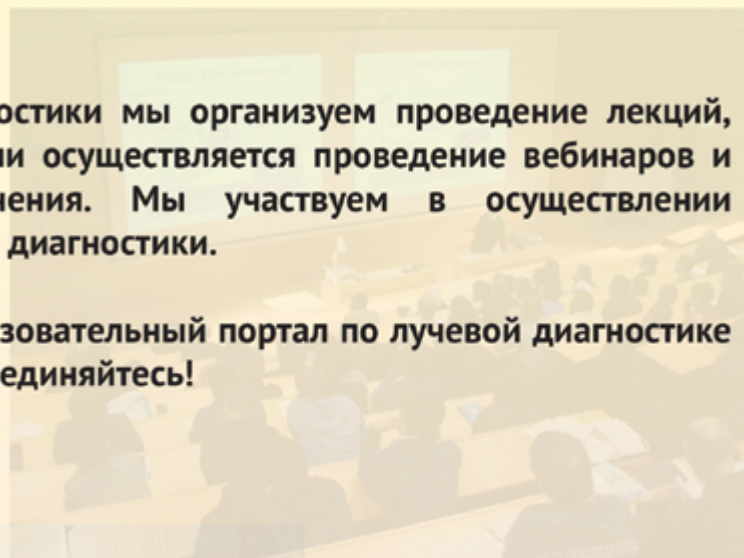 остики мы организуем проведение лекций,
ии осуществляется проведение вебинаров и
чения. Мы участвуем в осуществлении
диагностики.
зовательный портал по лучевой диагностике
единяйтесь!